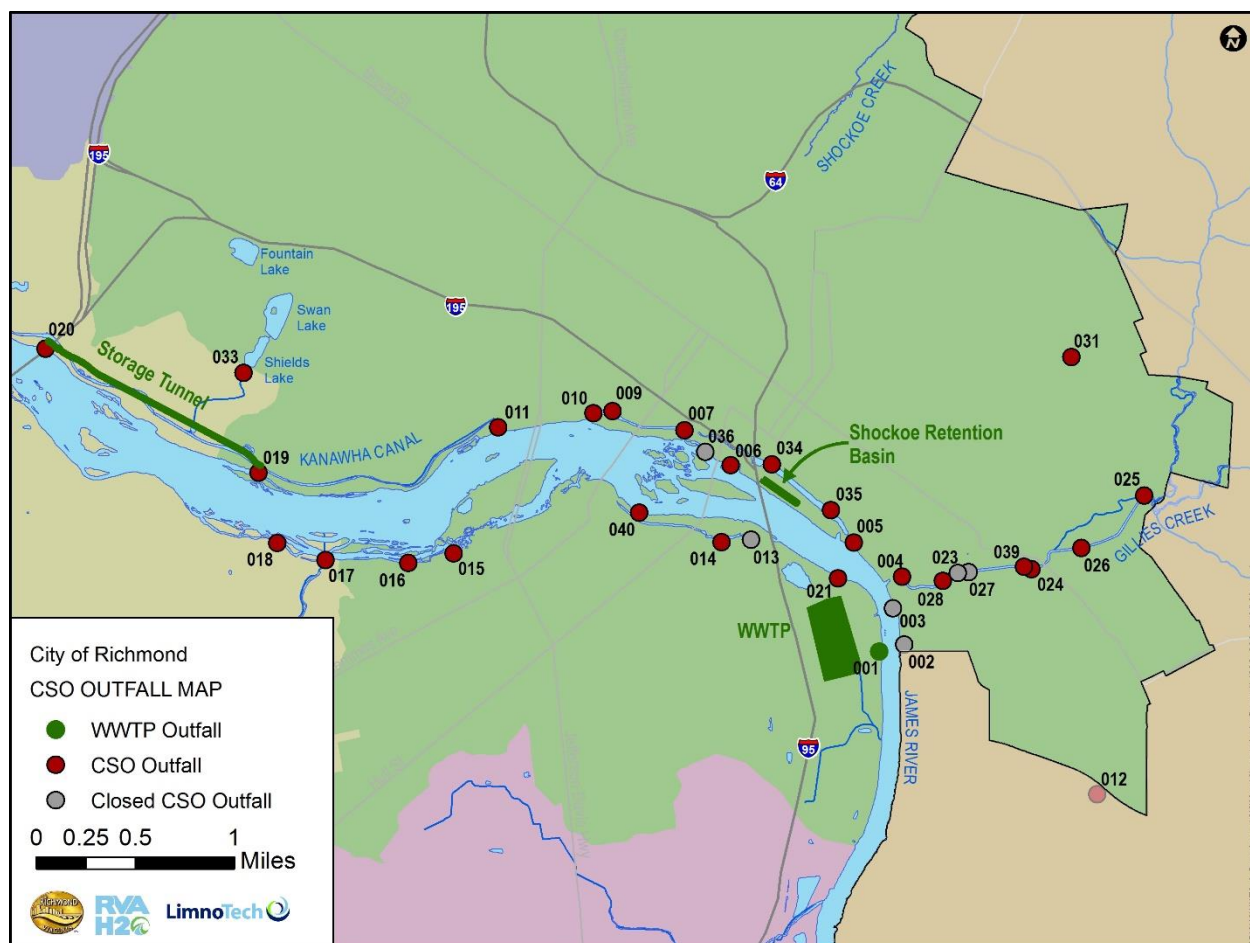 N
SHOCKOE CREEK
195
64
Fountain
Lake
Swan
Lake
195
020
Storage Tunnel
033
Shields
Lake
031
011
010
009
007
036
006
034
Shockoe Retention
Basin
KANAWHA CANAL
019
035
025
GILLIES CREEK
040
014
013
005
018
017
016
015
021
004
023
028
027
039
024
026
003
WWTP
001
002
JAMES RIVER
95
012
City of Richmond
CSO OUTFALL MAP
WWTP Outfall
CSO Outfall
Closed CSO Outfall
0 0.25 0.5 1
Miles
RICHMOND
RVA
H2O
LimnoTech